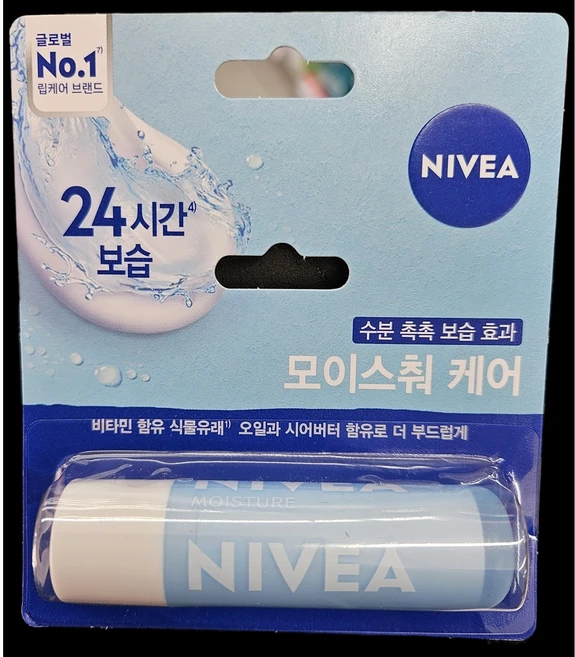 글로벌
No.1 7)
립케어 브랜드
NIVEA
24시간 4)
보습
수분 촉촉 보습 효과
모이스춰 케어
비타민 함유 식물유래1) 오일과 시어버터 함유로 더 부드럽게
NIVEA
MOISTURE
NIVEA